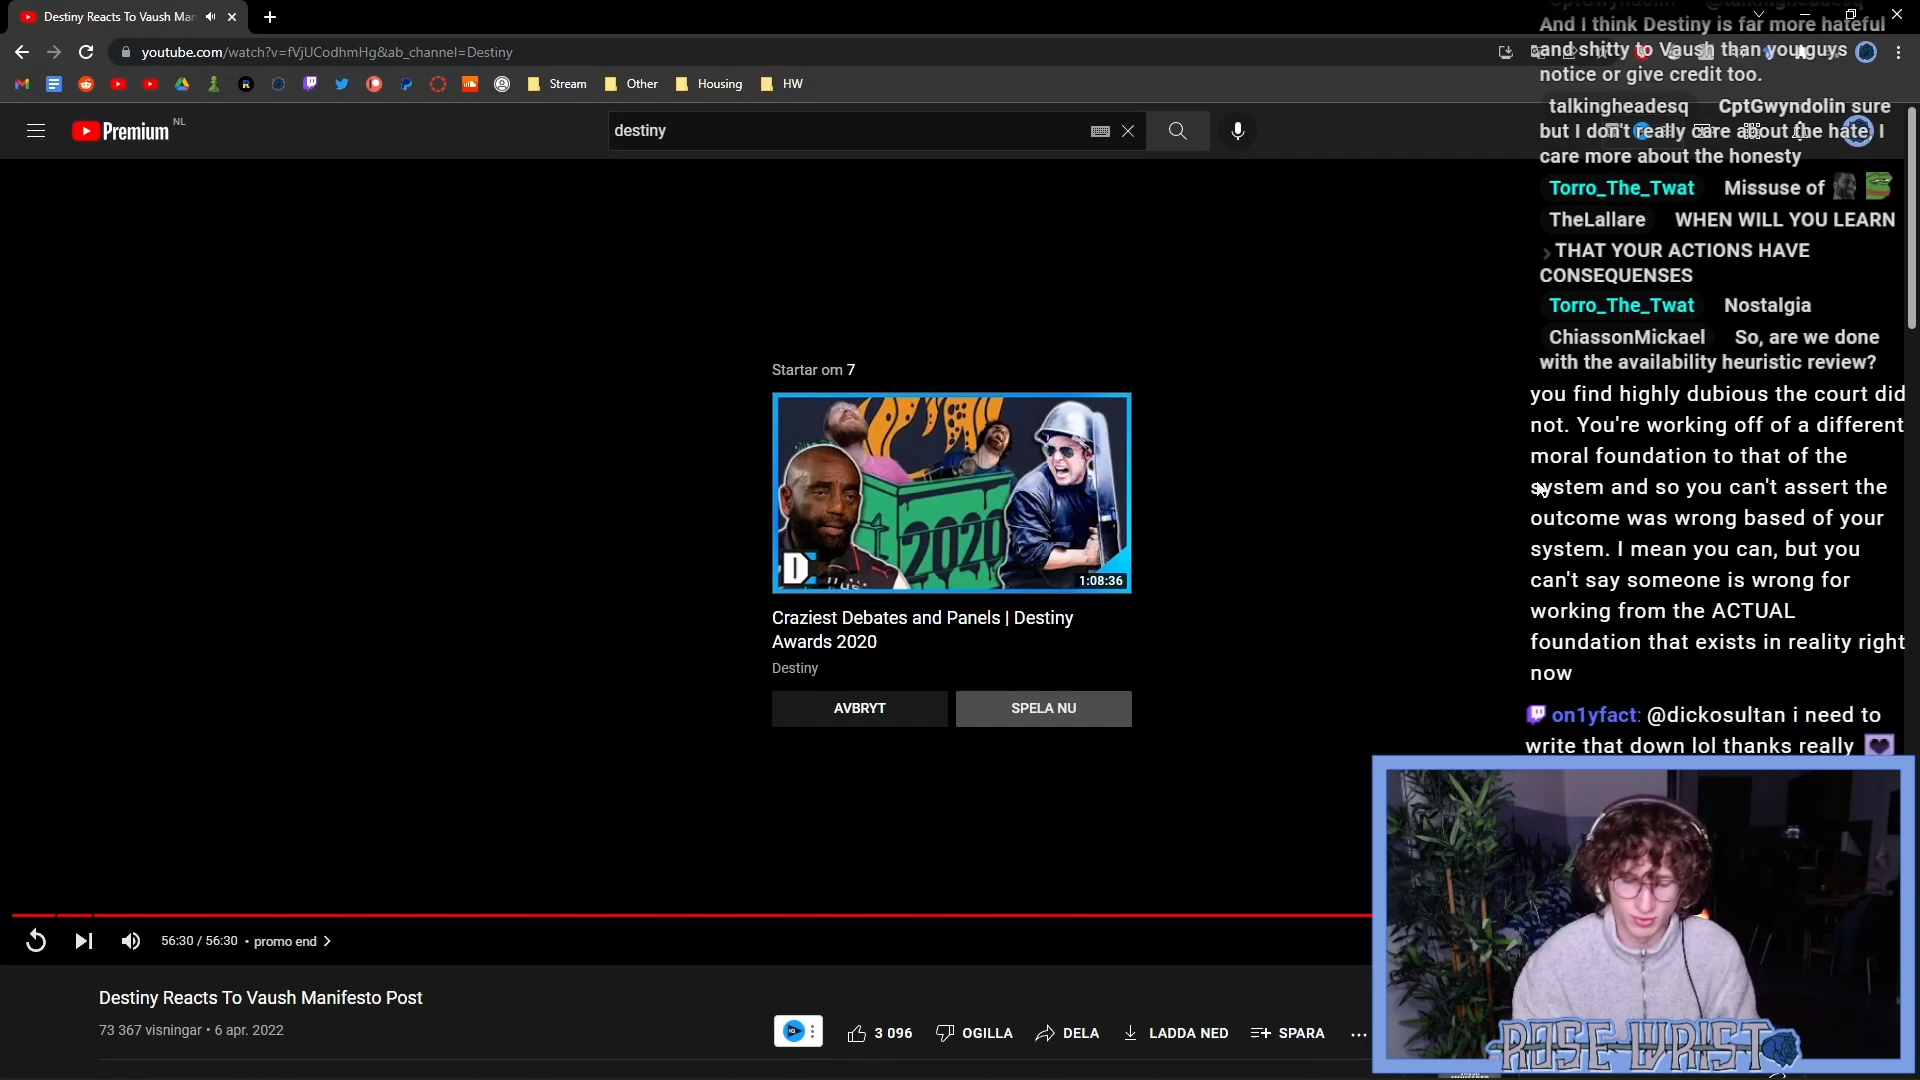 Destiny Reacts To Vaush Man
youtube.com/watch?v=fVjUCodhmHg&ab_channel=Destiny
Stream
Other
Housing
HW
Premium NL
destiny
And I think Destiny is far more hateful
and shitty to Vaush than you guys
notice or give credit too.
talkingheadesq CptGwyndolin sure
but I don't really care about the hate, I
care more about the honesty
Torro_The_Twat Missuse of
TheLallare WHEN WILL YOU LEARN
THAT YOUR ACTIONS HAVE
CONSEQUENSES
Torro_The_Twat Nostalgia
ChiassonMickael So, are we done
with the availability heuristic review?
you find highly dubious the court did
not. You're working off of a different
moral foundation to that of the
system and so you can't assert the
outcome was wrong based of your
system. I mean you can, but you
can't say someone is wrong for
working from the ACTUAL
foundation that exists in reality right
now
on1yfact: @dickosultan i need to
write that down lol thanks really
Startar om 7
2020
D
1:08:36
Craziest Debates and Panels | Destiny
Awards 2020
Destiny
AVBRYT
SPELA NU
56:30 / 56:30 • promo end
Destiny Reacts To Vaush Manifesto Post
73 367 visningar • 6 apr. 2022
3 096
OGILLA
DELA
LADDA NED
SPARA
ROSE WRIST